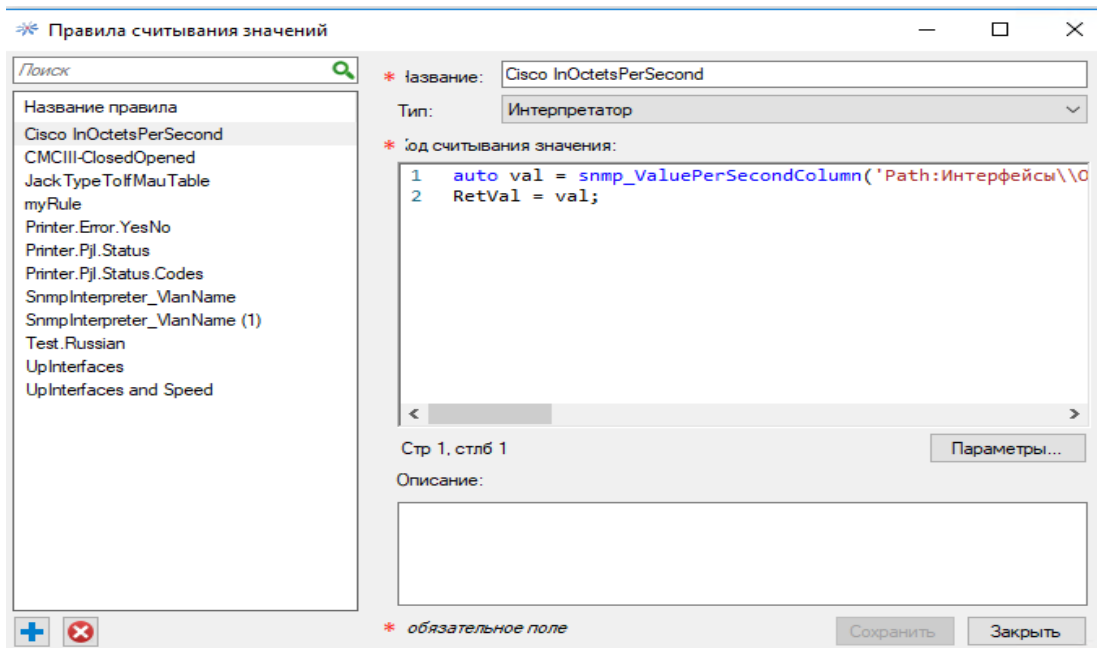 Правила считывания значений
Поиск
Название правила
Cisco InOctetsPerSecond
CMCIII-ClosedOpened
JackTypeToIfMauTable
myRule
Printer.Error.YesNo
Printer.Pjl.Status
Printer.Pjl.Status.Codes
SnmpInterpreter_VlanName
SnmpInterpreter_VlanName (1)
Test.Russian
UpInterfaces
UpInterfaces and Speed
* Название:
Cisco InOctetsPerSecond
Тип:
Интерпретатор
* Код считывания значения:
1 auto val = snmp_ValuePerSecondColumn('Path:Интерфейсы\\O
2 RetVal = val;
Стр 1, стлб 1
Параметры...
Описание:
* обязательное поле
Сохранить
Закрыть